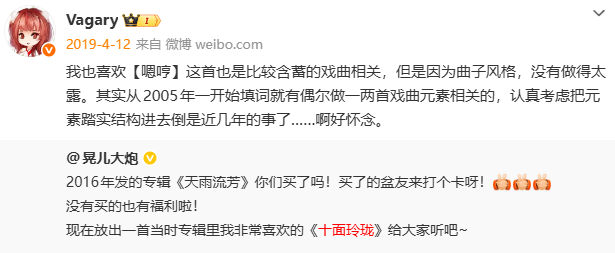 Vagary
2019-4-12 来自 微博 weibo.com
我也喜欢【嗯哼】这首也是比较含蓄的戏曲相关，但是因为曲子风格，没有做得太
露。其实从2005年一开始填词就有偶尔做一两首戏曲元素相关的，认真考虑把元
素踏实结构进去倒是近几年的事了......啊好怀念。
@晃儿大炮
2016年发的专辑《天雨流芳》你们买了吗！买了的盆友来打个卡呀！
没有买的也有福利啦！
现在放出一首当时专辑里我非常喜欢的《十面玲珑》给大家听吧~